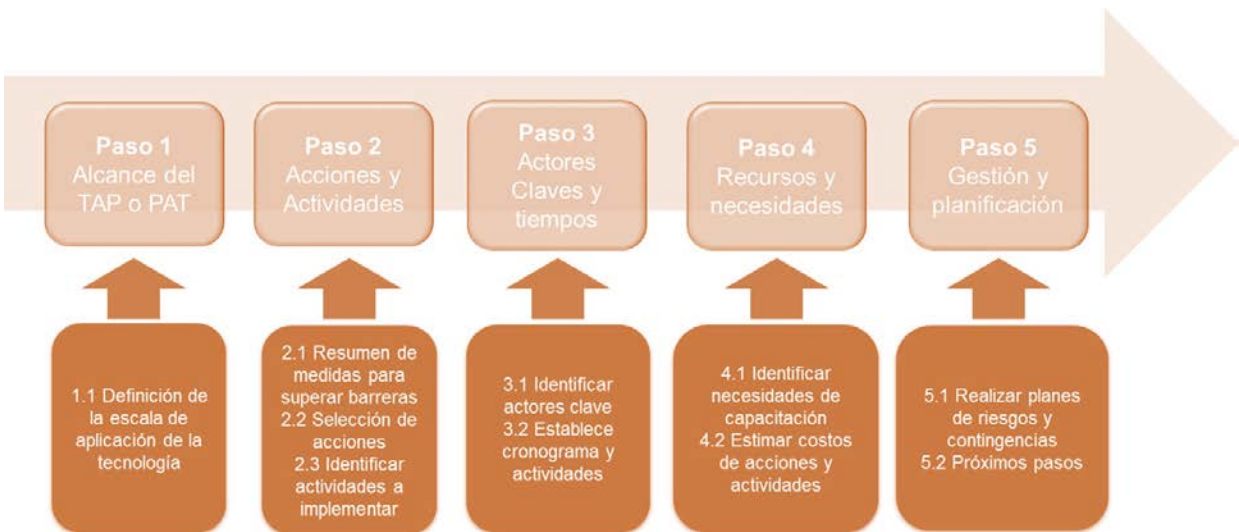 Paso 1
Alcance del
TAP o PAT
Paso 2
Acciones y
Actividades
Paso 3
Actores
Claves y
tiempos
Paso 4
Recursos y
necesidades
Paso 5
Gestión y
planificación
1.1 Definición de
la escala de
aplicación de la
tecnología
2.1 Resumen de
medidas para
superar barreras
2.2 Selección de
acciones
2.3 Identificar
actividades a
implementar
3.1 Identificar
actores clave
3.2 Establece
cronograma y
actividades
4.1 Identificar
necesidades de
capacitación
4.2 Estimar costos
de acciones y
actividades
5.1 Realizar planes
de riesgos y
contingencias
5.2 Próximos pasos